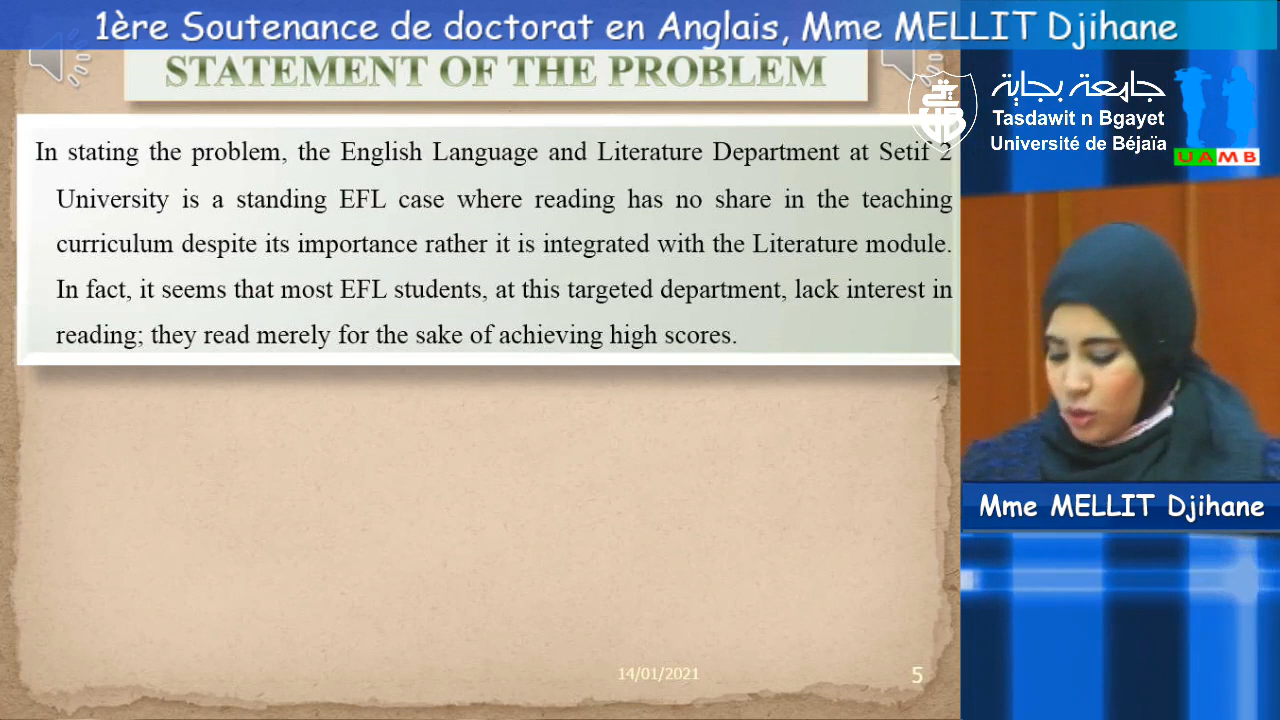 1ère Soutenance de doctorat en Anglais, Mme MELLIT Djihane
STATEMENT OF THE PROBLEM
In stating the problem, the English Language and Literature Department at Setif 2
University is a standing EFL case where reading has no share in the teaching
curriculum despite its importance rather it is integrated with the Literature module.
In fact, it seems that most EFL students, at this targeted department, lack interest in
reading; they read merely for the sake of achieving high scores.
14/01/2021
5
جامعة بجاية
Tasdawit n Bgayet
Université de Béjaïa
UAMB
Mme MELLIT Djihane